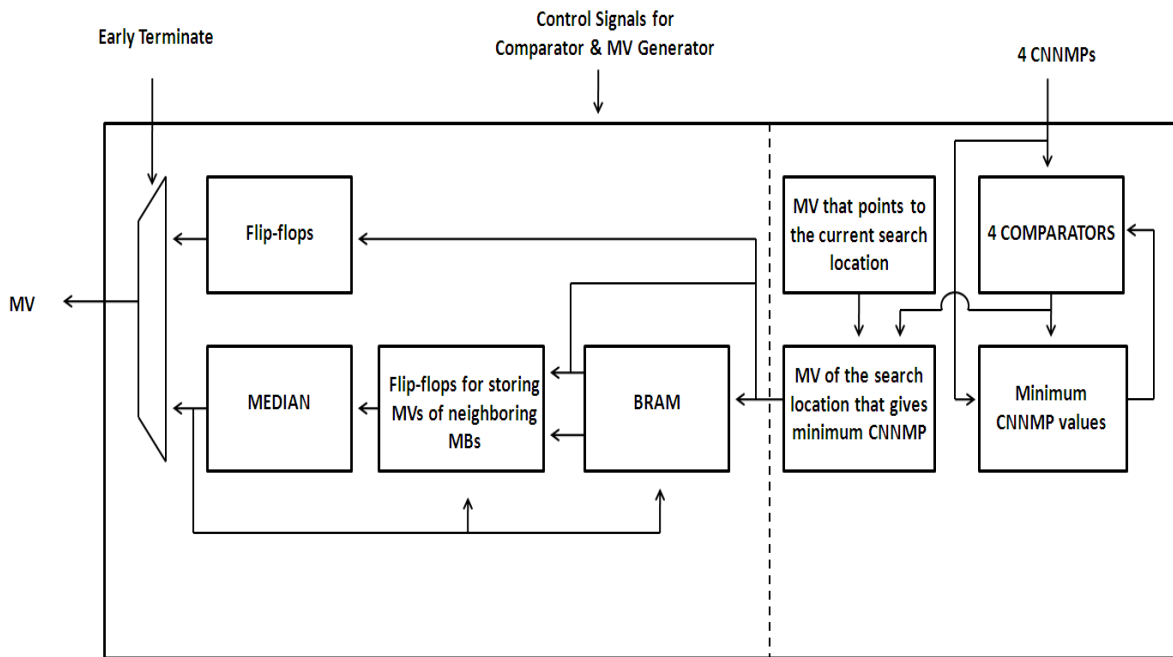 Early Terminate
Control Signals for
Comparator & MV Generator
4 CNNMPs
Flip-flops
MV that points to
the current search
location
4 COMPARATORS
MV
MEDIAN
Flip-flops for storing
MVs of neighboring
MBs
BRAM
MV of the search
location that gives
minimum CNNMP
Minimum
CNNMP values